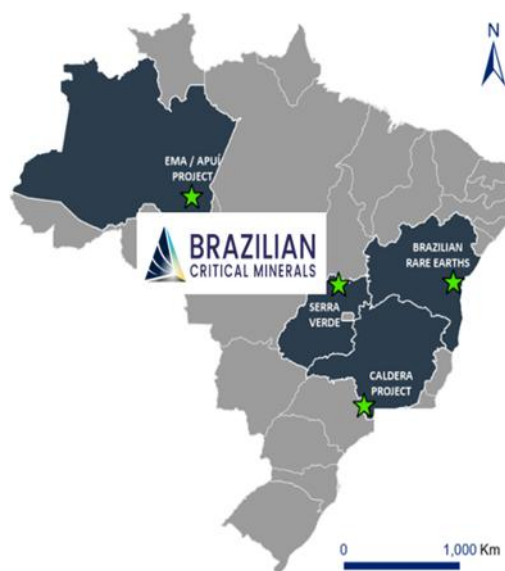 N
EMA / APUÍ
PROJECT
BRAZILIAN
CRITICAL MINERALS
BRAZILIAN
RARE EARTHS
SERRA
VERDE
CALDERA
PROJECT
0 1,000 Km